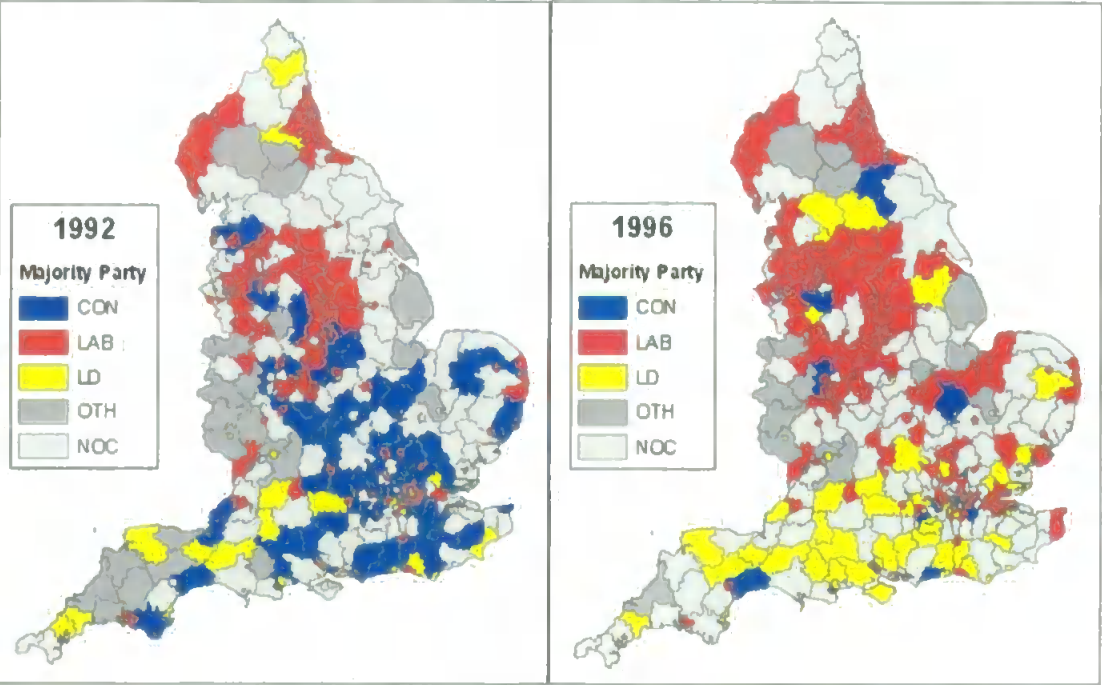 1992
Majority Party
CON
LAB
LD
OTH
NOC
1996
Majority Party
CON
LAB
LD
OTH
NOC